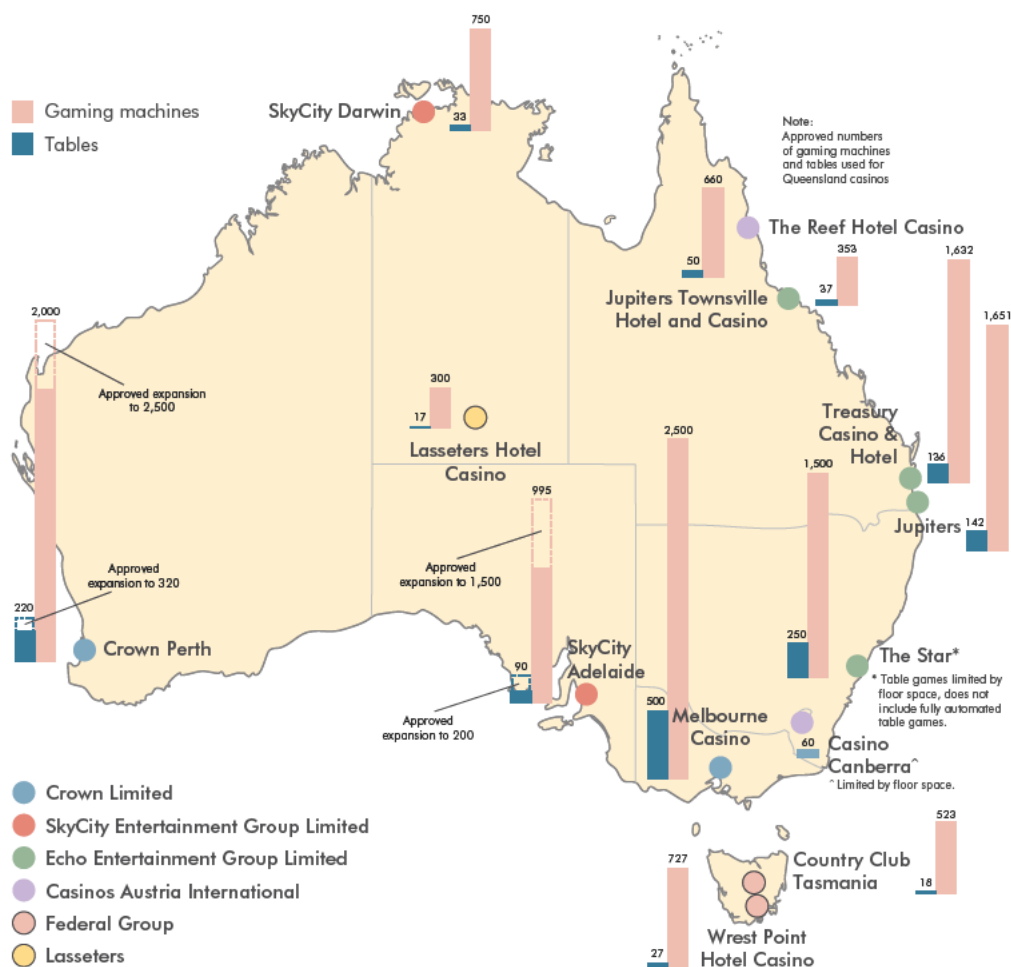 750
Gaming machines
Tables
SkyCity Darwin
33
Note:
Approved numbers
of gaming machines
and tables used for
Queensland casinos
660
50
The Reef Hotel Casino
353
37
1,632
Jupiters Townsville
Hotel and Casino
2,000
1,651
Approved expansion
to 2,500
300
17
Lasseters Hotel
Casino
Treasury
Casino &
Hotel
136
2,500
1,500
995
Jupiters
142
Approved
expansion to 1,500
Approved
expansion to 320
220
Crown Perth
90
SkyCity
Adelaide
250
The Star*
* Table games limited by
floor space, does not
include fully automated
table games.
Approved
expansion to 200
500
Melbourne
Casino
60
Casino
Canberra^
^ Limited by floor space.
Crown Limited
SkyCity Entertainment Group Limited
Echo Entertainment Group Limited
Casinos Austria International
Federal Group
Lasseters
523
18
Country Club
Tasmania
727
27
Wrest Point
Hotel Casino